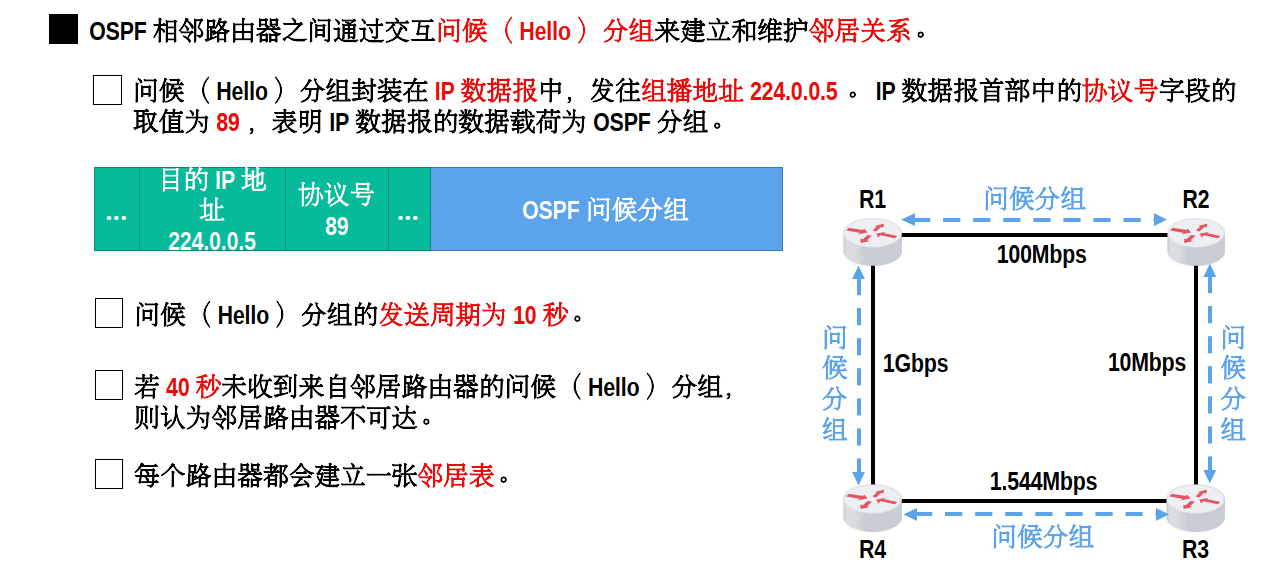 OSPF 相邻路由器之间通过交互问候（Hello）分组来建立和维护邻居关系。
问候（Hello）分组封装在 IP 数据报中，发往组播地址 224.0.0.5 。 IP 数据报首部中的协议号字段的
取值为 89 ，表明 IP 数据报的数据载荷为 OSPF 分组。
...
目的 IP 地
址
224.0.0.5
协议号
89
...
OSPF 问候分组
问候（Hello）分组的发送周期为 10 秒。
若 40 秒未收到来自邻居路由器的问候（Hello）分组，
则认为邻居路由器不可达。
每个路由器都会建立一张邻居表。
R1
问候分组
R2
100Mbps
问候分组
1Gbps
10Mbps
问候分组
1.544Mbps
问候分组
R4
R3